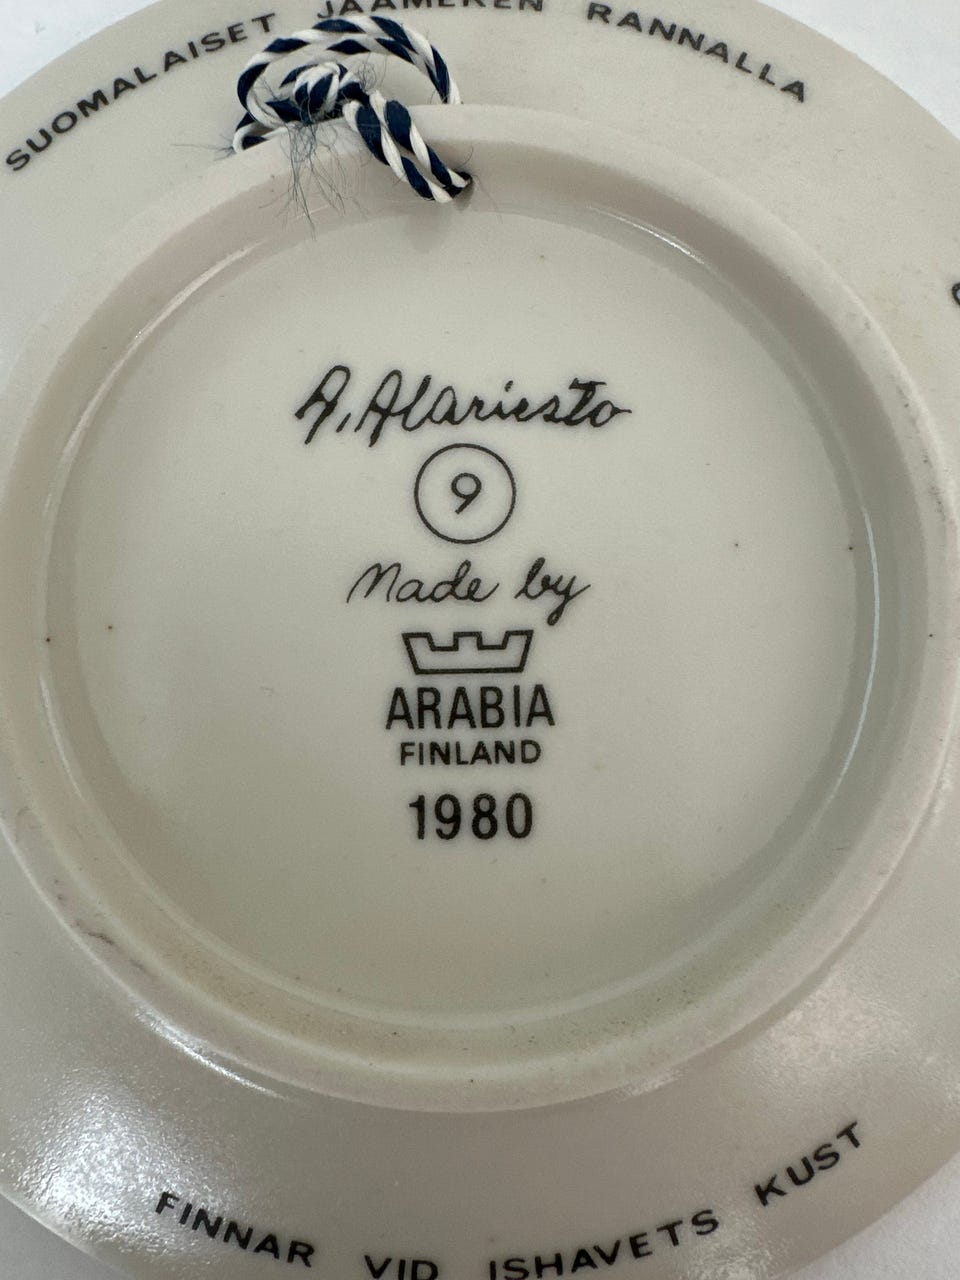 SUOMALAISET JÄÄMEREN RANNALLA
A. Alariesto
9
Made by
ARABIA
FINLAND
1980
FINNAR VID ISHAVETS KUST